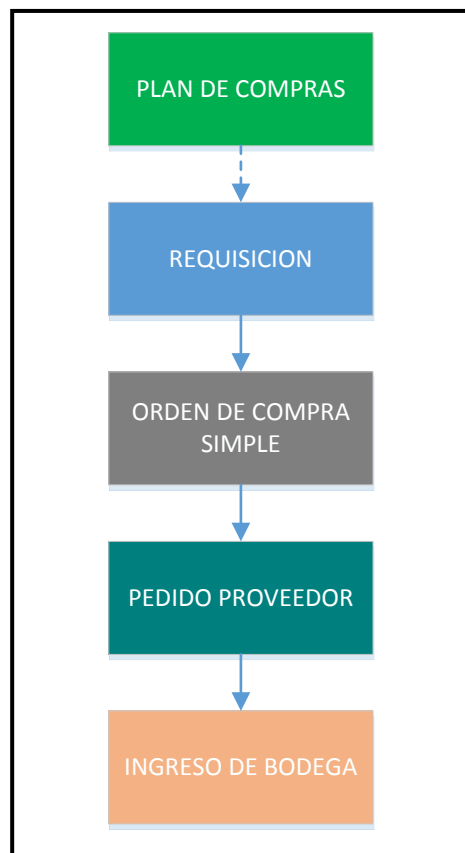 PLAN DE COMPRAS
REQUISICION
ORDEN DE COMPRA
SIMPLE
PEDIDO PROVEEDOR
INGRESO DE BODEGA